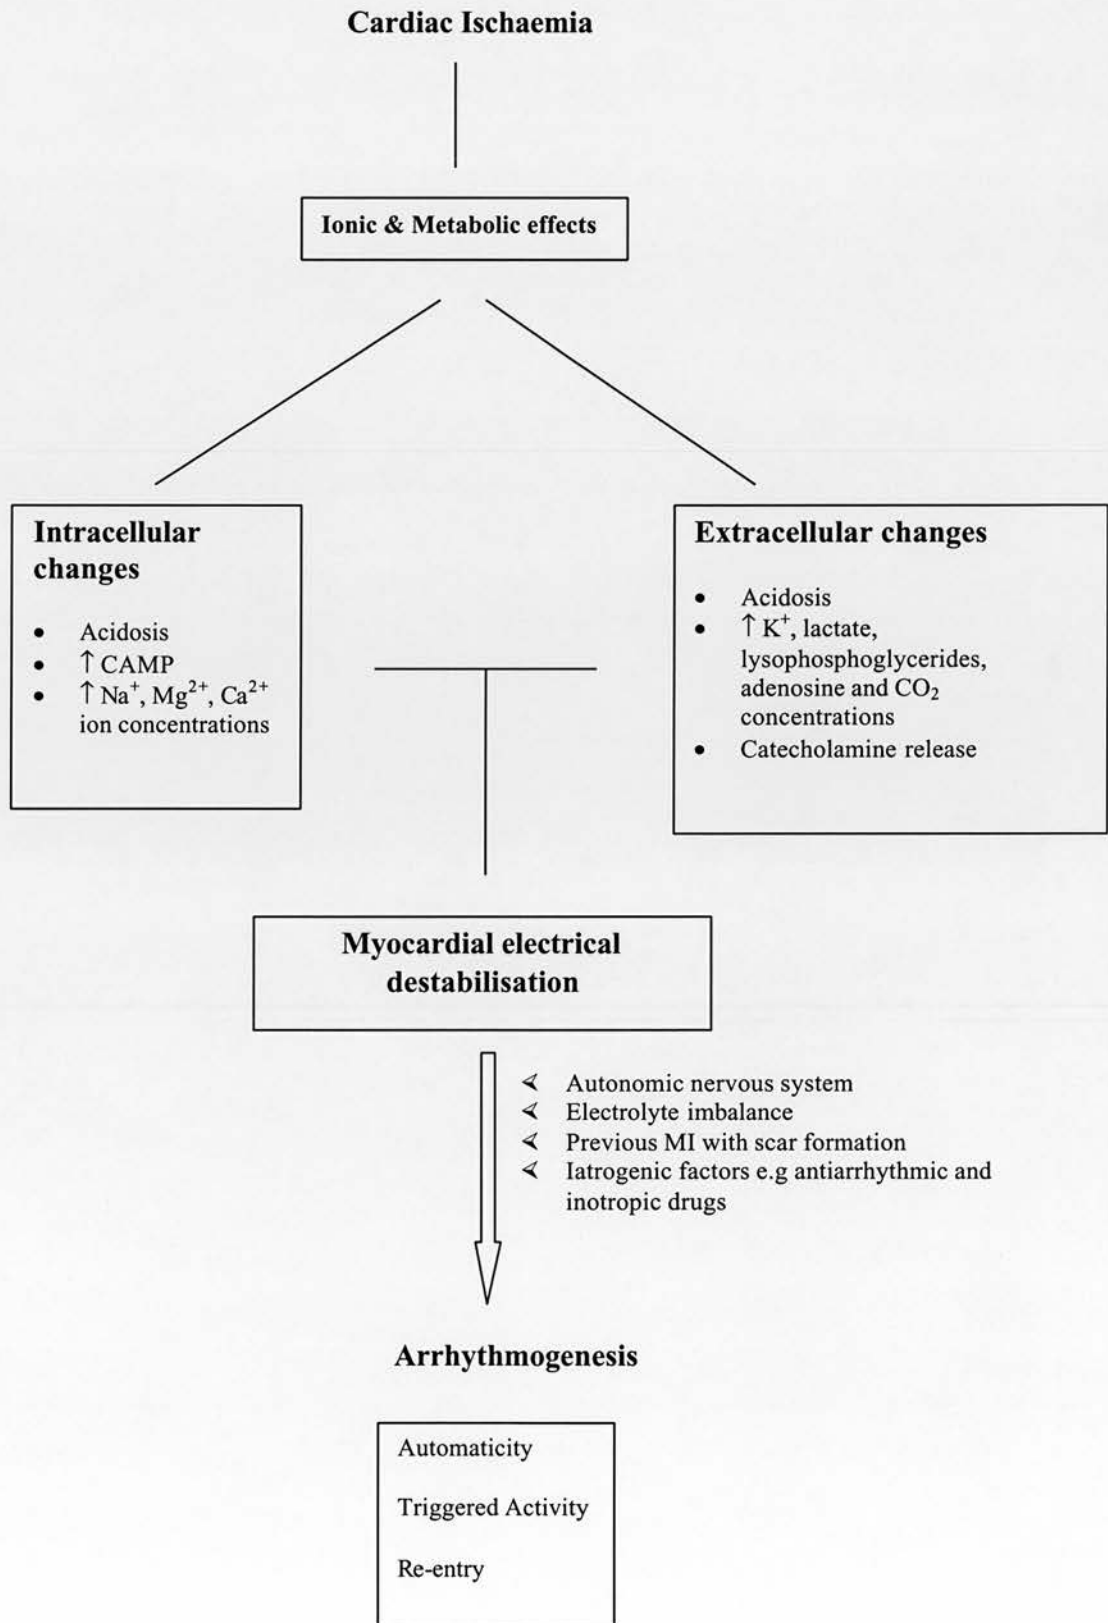 Cardiac Ischaemia
Ionic & Metabolic effects
Intracellular
changes
• Acidosis
• ↑ CAMP
• ↑ Na⁺, Mg²⁺, Ca²⁺
ion concentrations
Extracellular changes
• Acidosis
• ↑ K⁺, lactate,
lysophosphoglycerides,
adenosine and CO₂
concentrations
• Catecholamine release
Myocardial electrical
destabilisation
⮘ Autonomic nervous system
⮘ Electrolyte imbalance
⮘ Previous MI with scar formation
⮘ Iatrogenic factors e.g antiarrhythmic and
inotropic drugs
Arrhythmogenesis
Automaticity
Triggered Activity
Re-entry